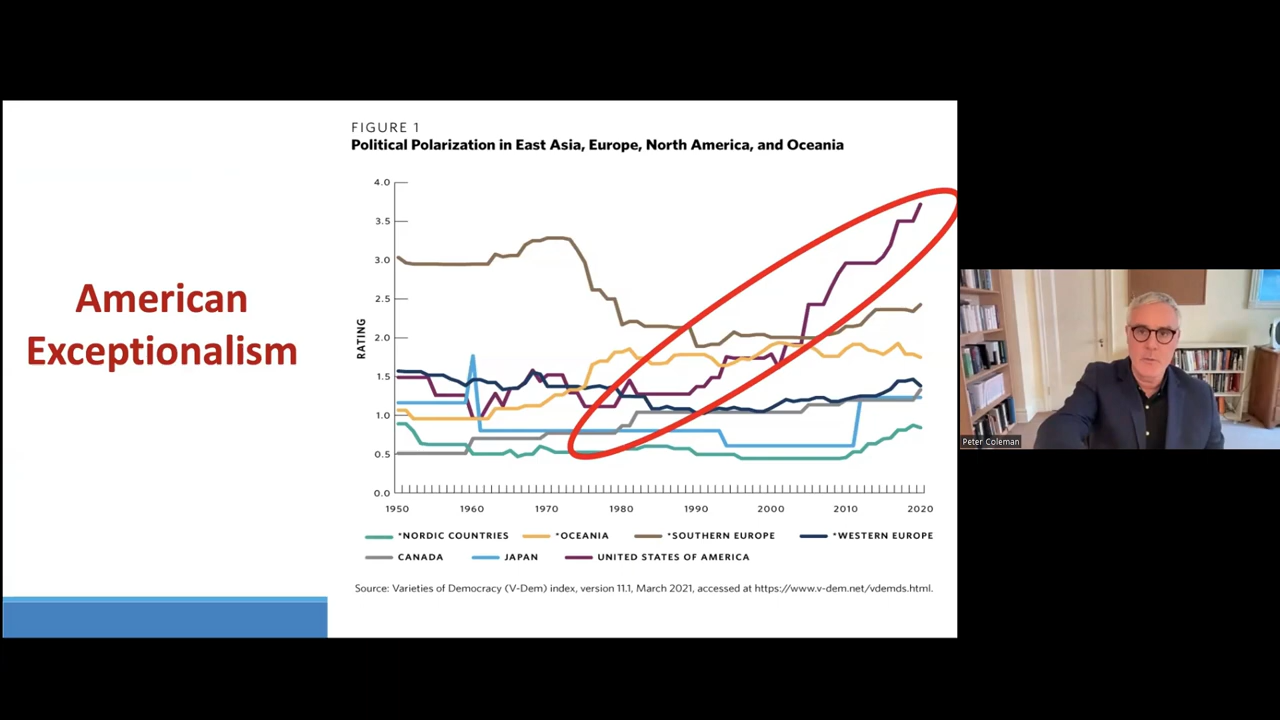 American
Exceptionalism
FIGURE 1
Political Polarization in East Asia, Europe, North America, and Oceania
RATING
4.0
3.5
3.0
2.5
2.0
1.5
1.0
0.5
0.0
1950 1960 1970 1980 1990 2000 2010 2020
*NORDIC COUNTRIES *OCEANIA *SOUTHERN EUROPE *WESTERN EUROPE
CANADA JAPAN UNITED STATES OF AMERICA
Source: Varieties of Democracy (V-Dem) index, version 11.1, March 2021, accessed at https://www.v-dem.net/vdemds.html.
Peter Coleman